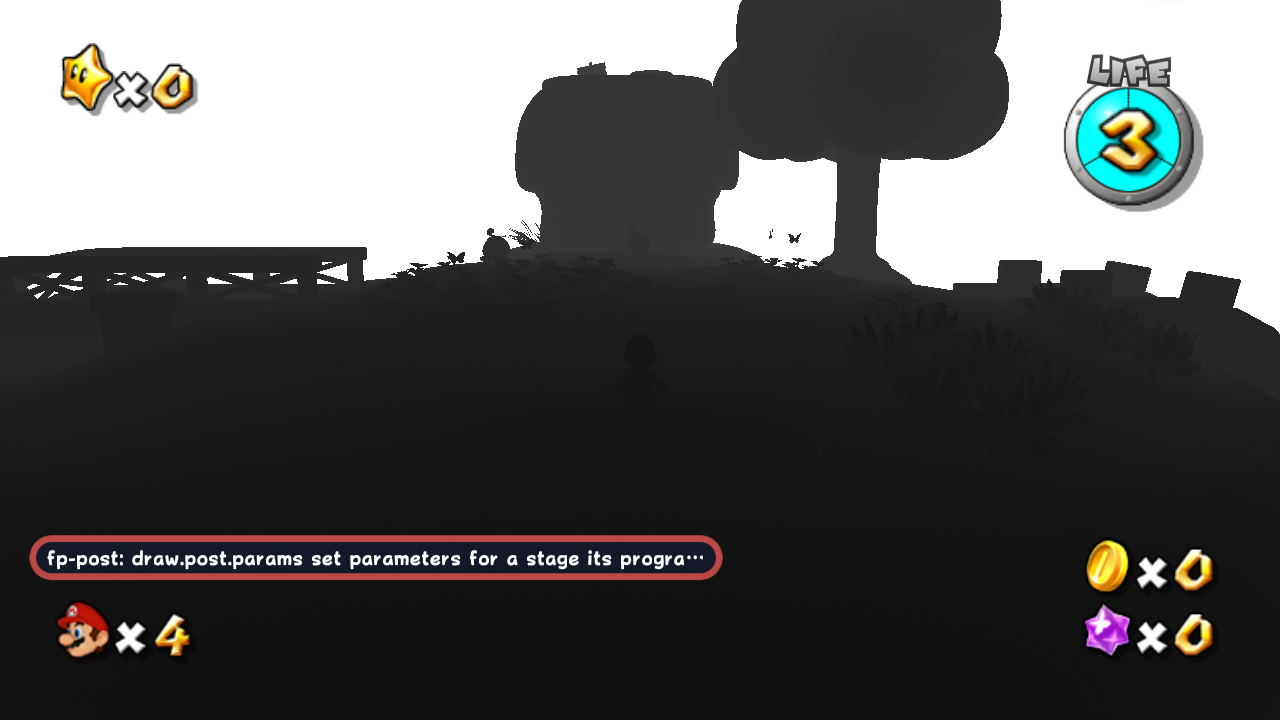 ×0
LIFE
3
fp-post: draw.post.params set parameters for a stage its progra…
×0
×4
×0